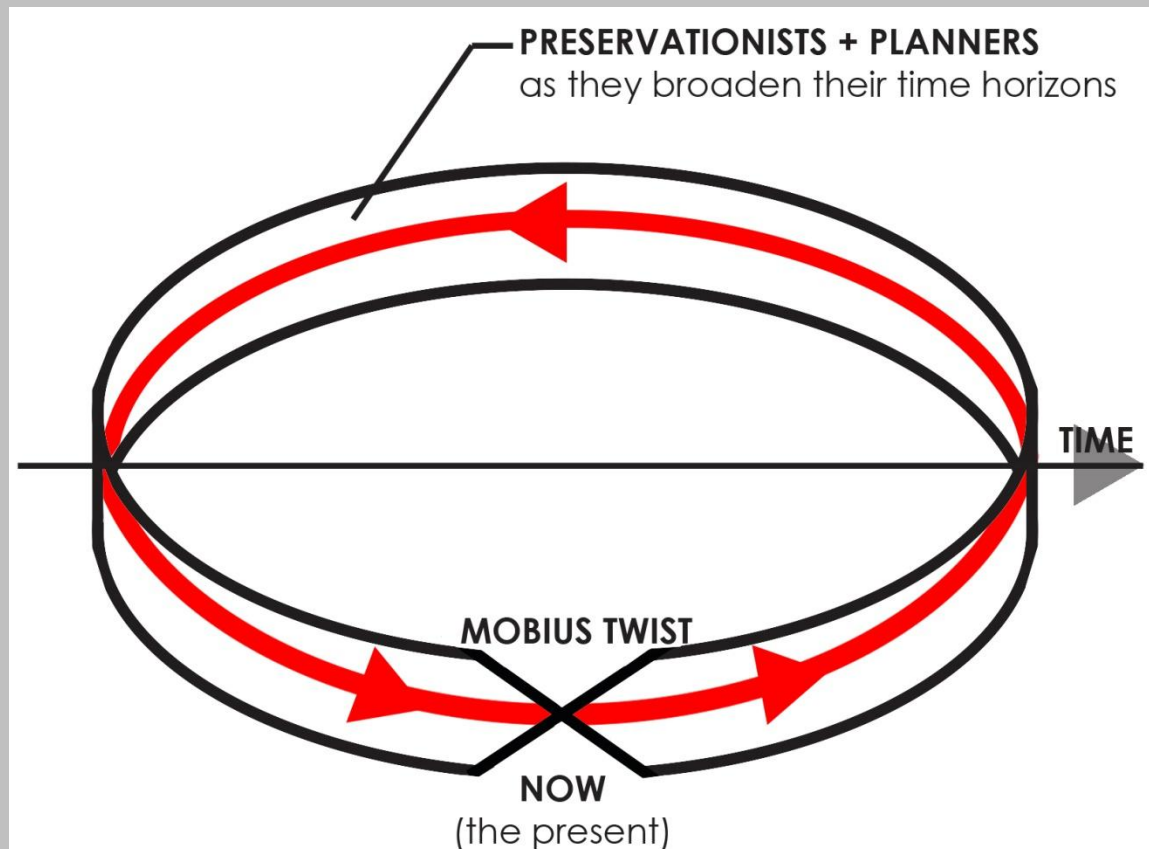 PRESERVATIONISTS + PLANNERS
as they broaden their time horizons
TIME
MOBIUS TWIST
NOW
(the present)